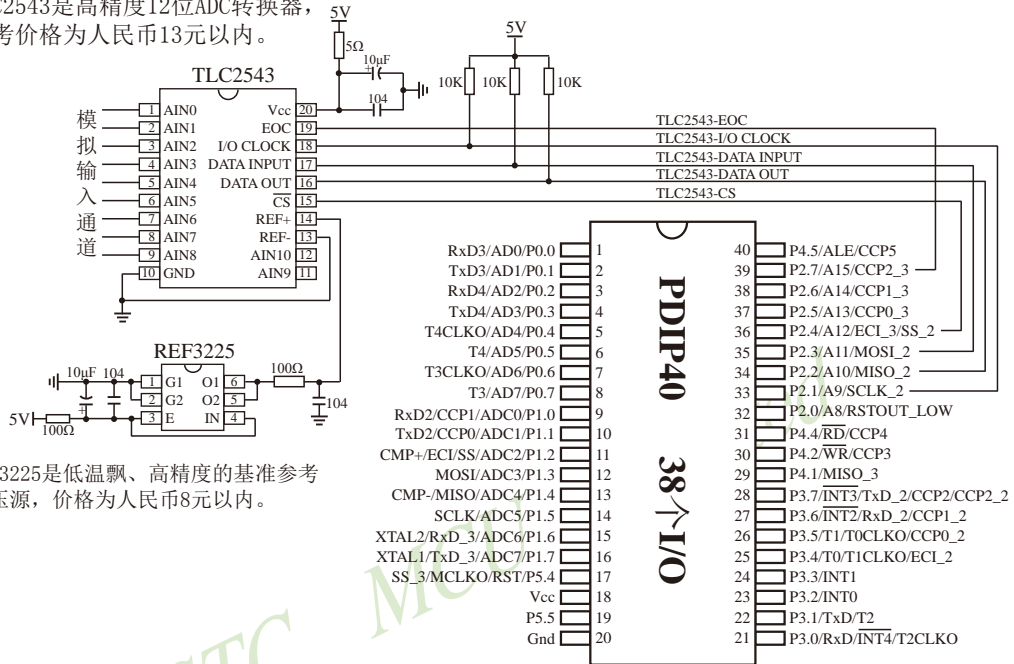 C2543是高精度12位ADC转换器,
考价格为人民币13元以内。
5V
5Ω
10μF
+
104
5V
10K
10K
10K
TLC2543
模拟输入通道
1 AIN0
2 AIN1
3 AIN2
4 AIN3
5 AIN4
6 AIN5
7 AIN6
8 AIN7
9 AIN8
10 GND
Vcc 20
EOC 19
I/O CLOCK 18
DATA INPUT 17
DATA OUT 16
CS 15
REF+ 14
REF- 13
AIN10 12
AIN9 11
TLC2543-EOC
TLC2543-I/O CLOCK
TLC2543-DATA INPUT
TLC2543-DATA OUT
TLC2543-CS
REF3225
10μF
104
+
1 G1
2 G2
3 E
O1 6
O2 5
IN 4
100Ω
104
5V
100Ω
3225是低温飘、高精度的基准参考
压源，价格为人民币8元以内。
PDIP40
38个I/O
RxD3/AD0/P0.0 1
TxD3/AD1/P0.1 2
RxD4/AD2/P0.2 3
TxD4/AD3/P0.3 4
T4CLKO/AD4/P0.4 5
T4/AD5/P0.5 6
T3CLKO/AD6/P0.6 7
T3/AD7/P0.7 8
RxD2/CCP1/ADC0/P1.0 9
TxD2/CCP0/ADC1/P1.1 10
CMP+/ECI/SS/ADC2/P1.2 11
MOSI/ADC3/P1.3 12
CMP-/MISO/ADC4/P1.4 13
SCLK/ADC5/P1.5 14
XTAL2/RxD_3/ADC6/P1.6 15
XTAL1/TxD_3/ADC7/P1.7 16
SS_3/MCLKO/RST/P5.4 17
Vcc 18
P5.5 19
Gnd 20
40 P4.5/ALE/CCP5
39 P2.7/A15/CCP2_3
38 P2.6/A14/CCP1_3
37 P2.5/A13/CCP0_3
36 P2.4/A12/ECI_3/SS_2
35 P2.3/A11/MOSI_2
34 P2.2/A10/MISO_2
33 P2.1/A9/SCLK_2
32 P2.0/A8/RSTOUT_LOW
31 P4.4/RD/CCP4
30 P4.2/WR/CCP3
29 P4.1/MISO_3
28 P3.7/INT3/TxD_2/CCP2/CCP2_2
27 P3.6/INT2/RxD_2/CCP1_2
26 P3.5/T1/T0CLKO/CCP0_2
25 P3.4/T0/T1CLKO/ECI_2
24 P3.3/INT1
23 P3.2/INT0
22 P3.1/TxD/T2
21 P3.0/RxD/INT4/T2CLKO
STC MCU